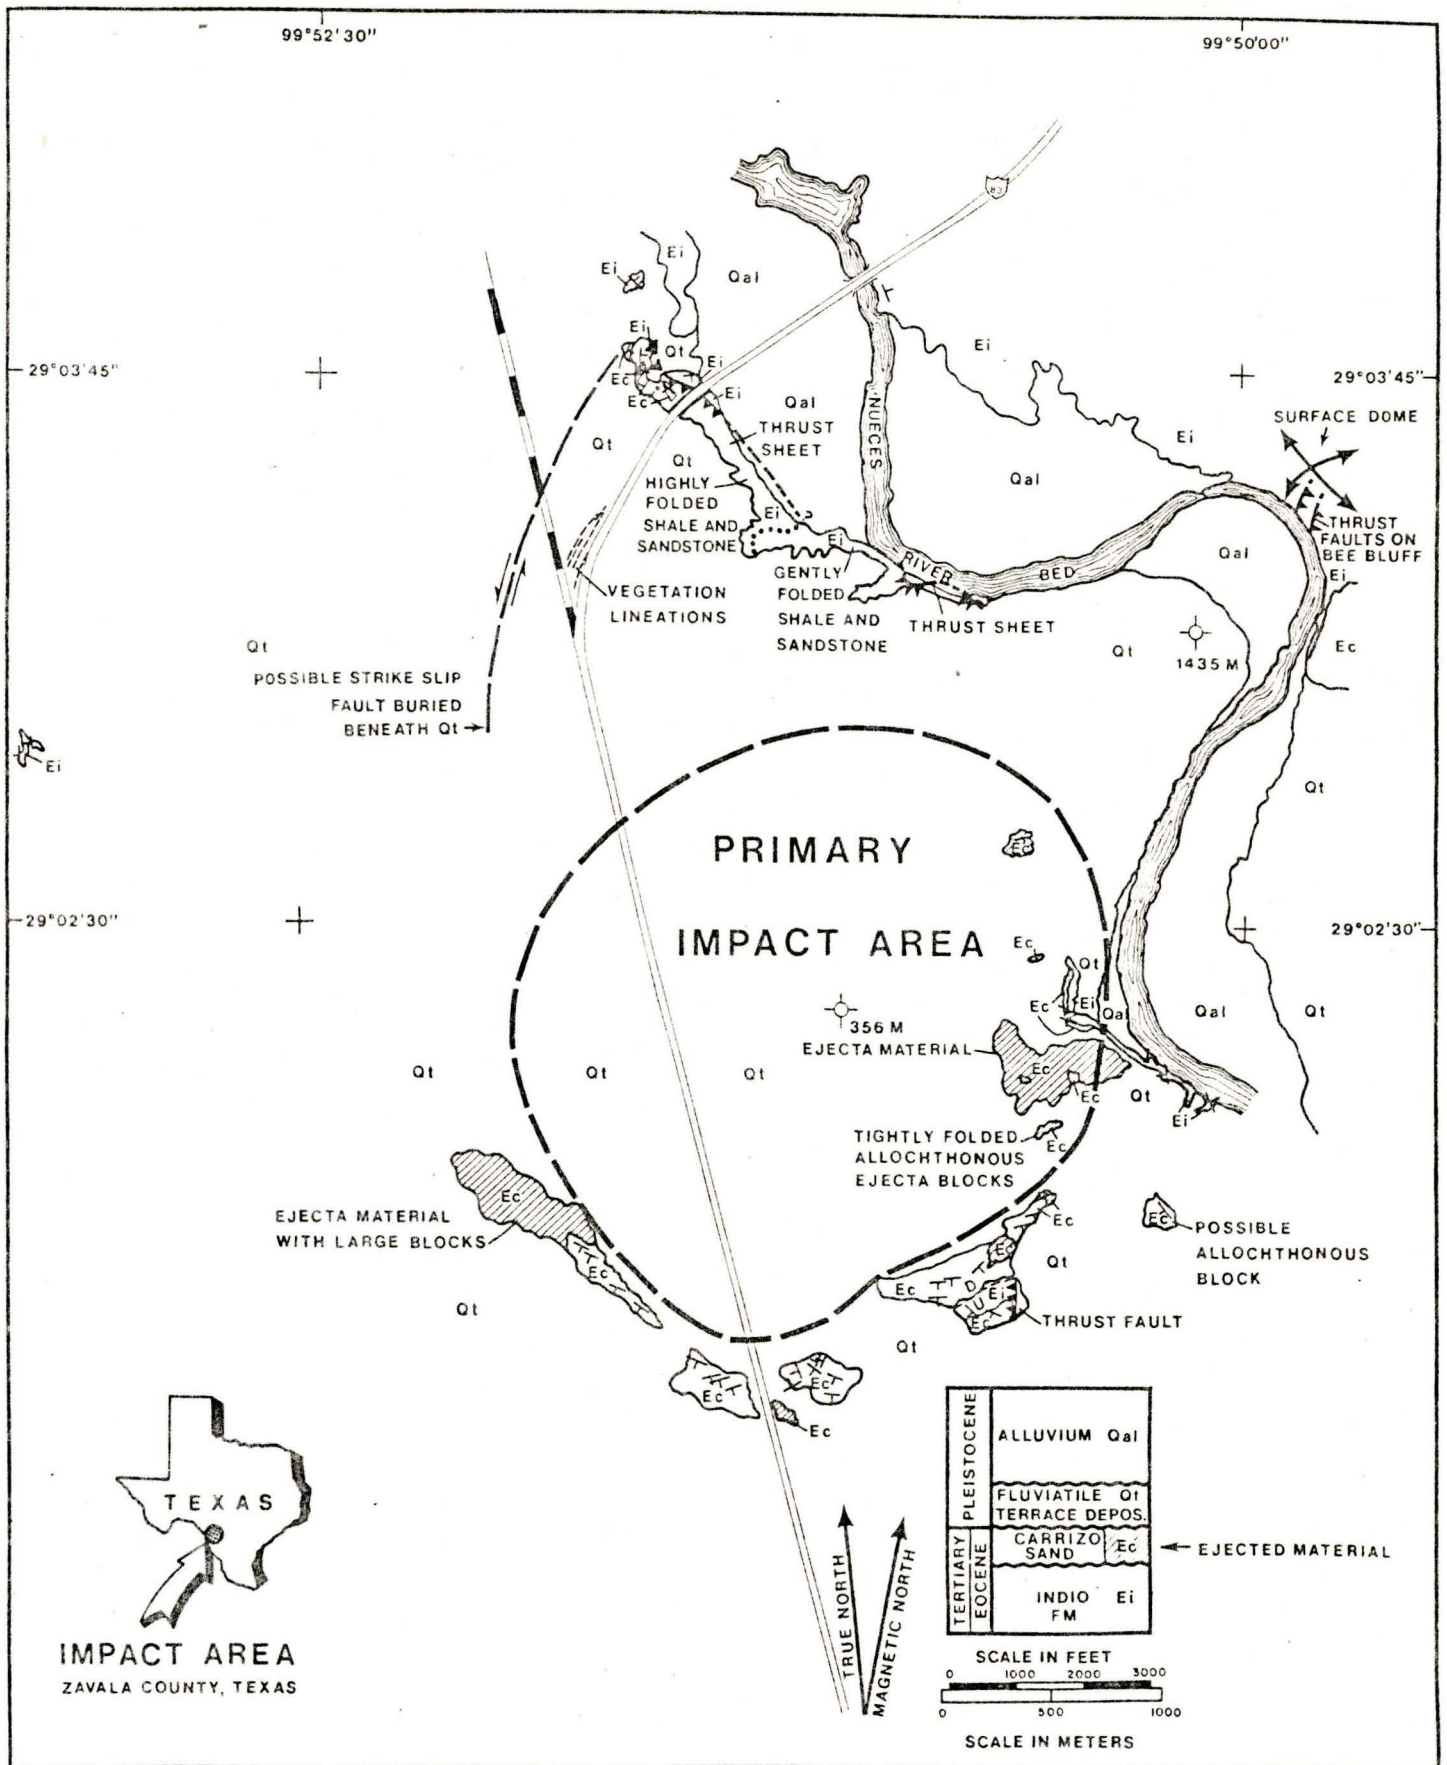 99°52'30"
99°50'00"
83
Ei
Ei
Qal
Ei
Qt
Ei
Ei
Ec
Ec
Ei
29°03'45"
29°03'45"
Qal
THRUST
SHEET
NUECES
Ei
Ei
SURFACE DOME
Qt
Qt
HIGHLY
FOLDED
SHALE AND
SANDSTONE
Ei
Ei
Qal
THRUST
FAULTS ON
BEE BLUFF
Qal
RIVER
BED
GENTLY
FOLDED
SHALE AND
SANDSTONE
THRUST SHEET
VEGETATION
LINEATIONS
Ei
Ec
Qt
Qt
1435 M
POSSIBLE STRIKE SLIP
FAULT BURIED
BENEATH Qt
Ei
Qt
PRIMARY
IMPACT AREA
Ec
29°02'30"
29°02'30"
Ec
Qt
Ec
Ei
Qal
Qal
Qt
356 M
EJECTA MATERIAL
Ec
Ec
Qt
Qt
Qt
Qt
Ei
TIGHTLY FOLDED
ALLOCHTHONOUS
EJECTA BLOCKS
Ec
Ec
EJECTA MATERIAL
WITH LARGE BLOCKS
Ec
Qt
Ec
Ec
Ec
D
U
Ei
Ec
Qt
THRUST FAULT
Ec
POSSIBLE
ALLOCHTHONOUS
BLOCK
Qt
Ec
Ec
Ec
TEXAS
IMPACT AREA
ZAVALA COUNTY, TEXAS
TRUE NORTH
MAGNETIC NORTH
PLEISTOCENE
ALLUVIUM Qal
FLUVIATILE Qt
TERRACE DEPOS.
TERTIARY
EOCENE
CARRIZO
SAND
Ec
EJECTED MATERIAL
INDIO Ei
FM
SCALE IN FEET
0 1000 2000 3000
0 500 1000
SCALE IN METERS